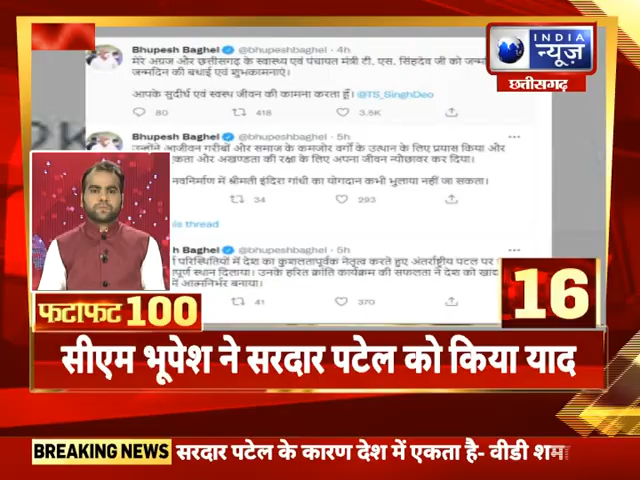 Bhupesh Baghel @bhupeshbaghel · 4h
मेरे अग्रज और छत्तीसगढ़ के स्वास्थ्य एवं पंचायत मंत्री टी. एस. सिंहदेव जी को
जन्मदिन की बधाई एवं शुभकामनाएं।
आपके सुदीर्घ एवं स्वस्थ जीवन की कामना करता हूँ। @TS_SinghDeo
80 418 3.5K
INDIA
न्यूज़
छत्तीसगढ़
Bhupesh Baghel @bhupeshbaghel · 5h
उन्होंने आजीवन गरीबों और समाज के कमजोर वर्गों के उत्थान के लिए प्रयास किया और
और अखण्डता की रक्षा के लिए अपना जीवन न्योछावर कर दिया।
नवनिर्माण में श्रीमती इंदिरा गांधी का योगदान कभी भुलाया नहीं जा सकता।
34 293
thread
Baghel @bhupeshbaghel · 5h
परिस्थितियों में देश का कुशलतापूर्वक नेतृत्व करते हुए अंतर्राष्ट्रीय पटल पर
स्थान दिलाया। उनके हरित क्रांति कार्यक्रम की सफलता ने देश को
में आत्मनिर्भर बनाया।
41 370
फटाफट 100
16
सीएम भूपेश ने सरदार पटेल को किया याद
BREAKING NEWS सरदार पटेल के कारण देश में एकता है- वीडी